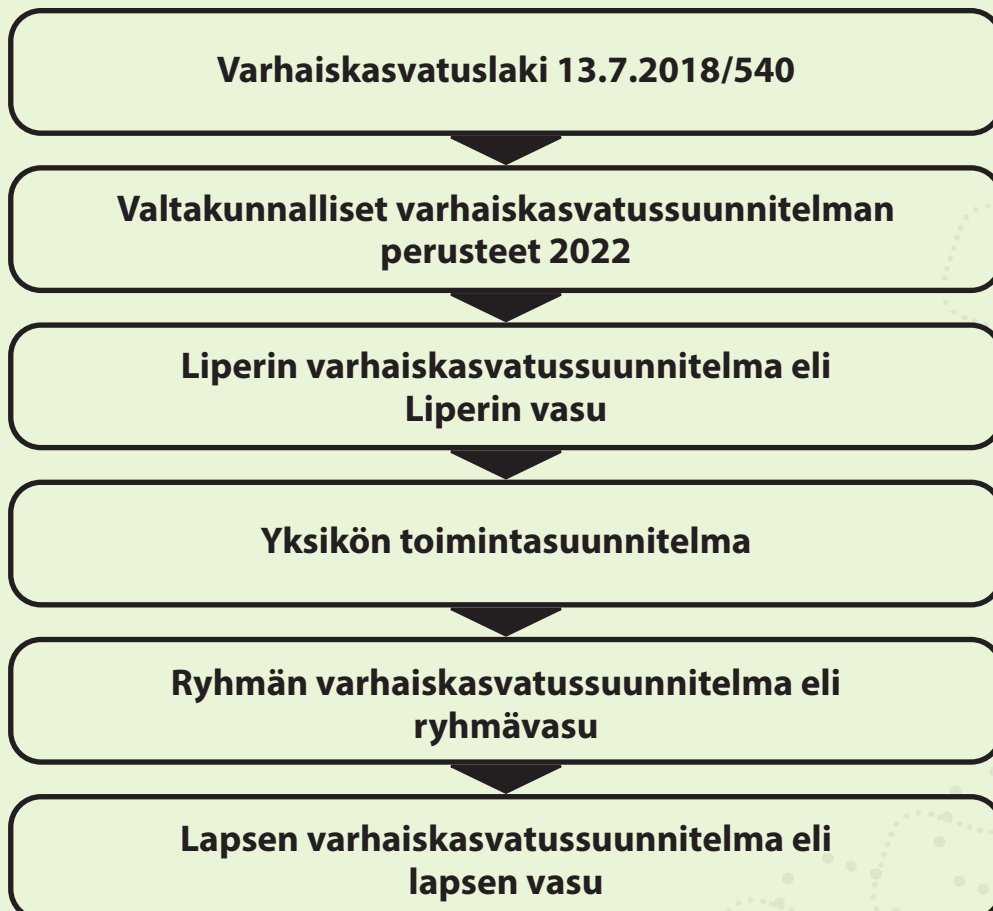 Varhaiskasvatuslaki 13.7.2018/540
Valtakunnalliset varhaiskasvatussuunnitelman
perusteet 2022
Liperin varhaiskasvatussuunnitelma eli
Liperin vasu
Yksikön toimintasuunnitelma
Ryhmän varhaiskasvatussuunnitelma eli
ryhmävasu
Lapsen varhaiskasvatussuunnitelma eli
lapsen vasu